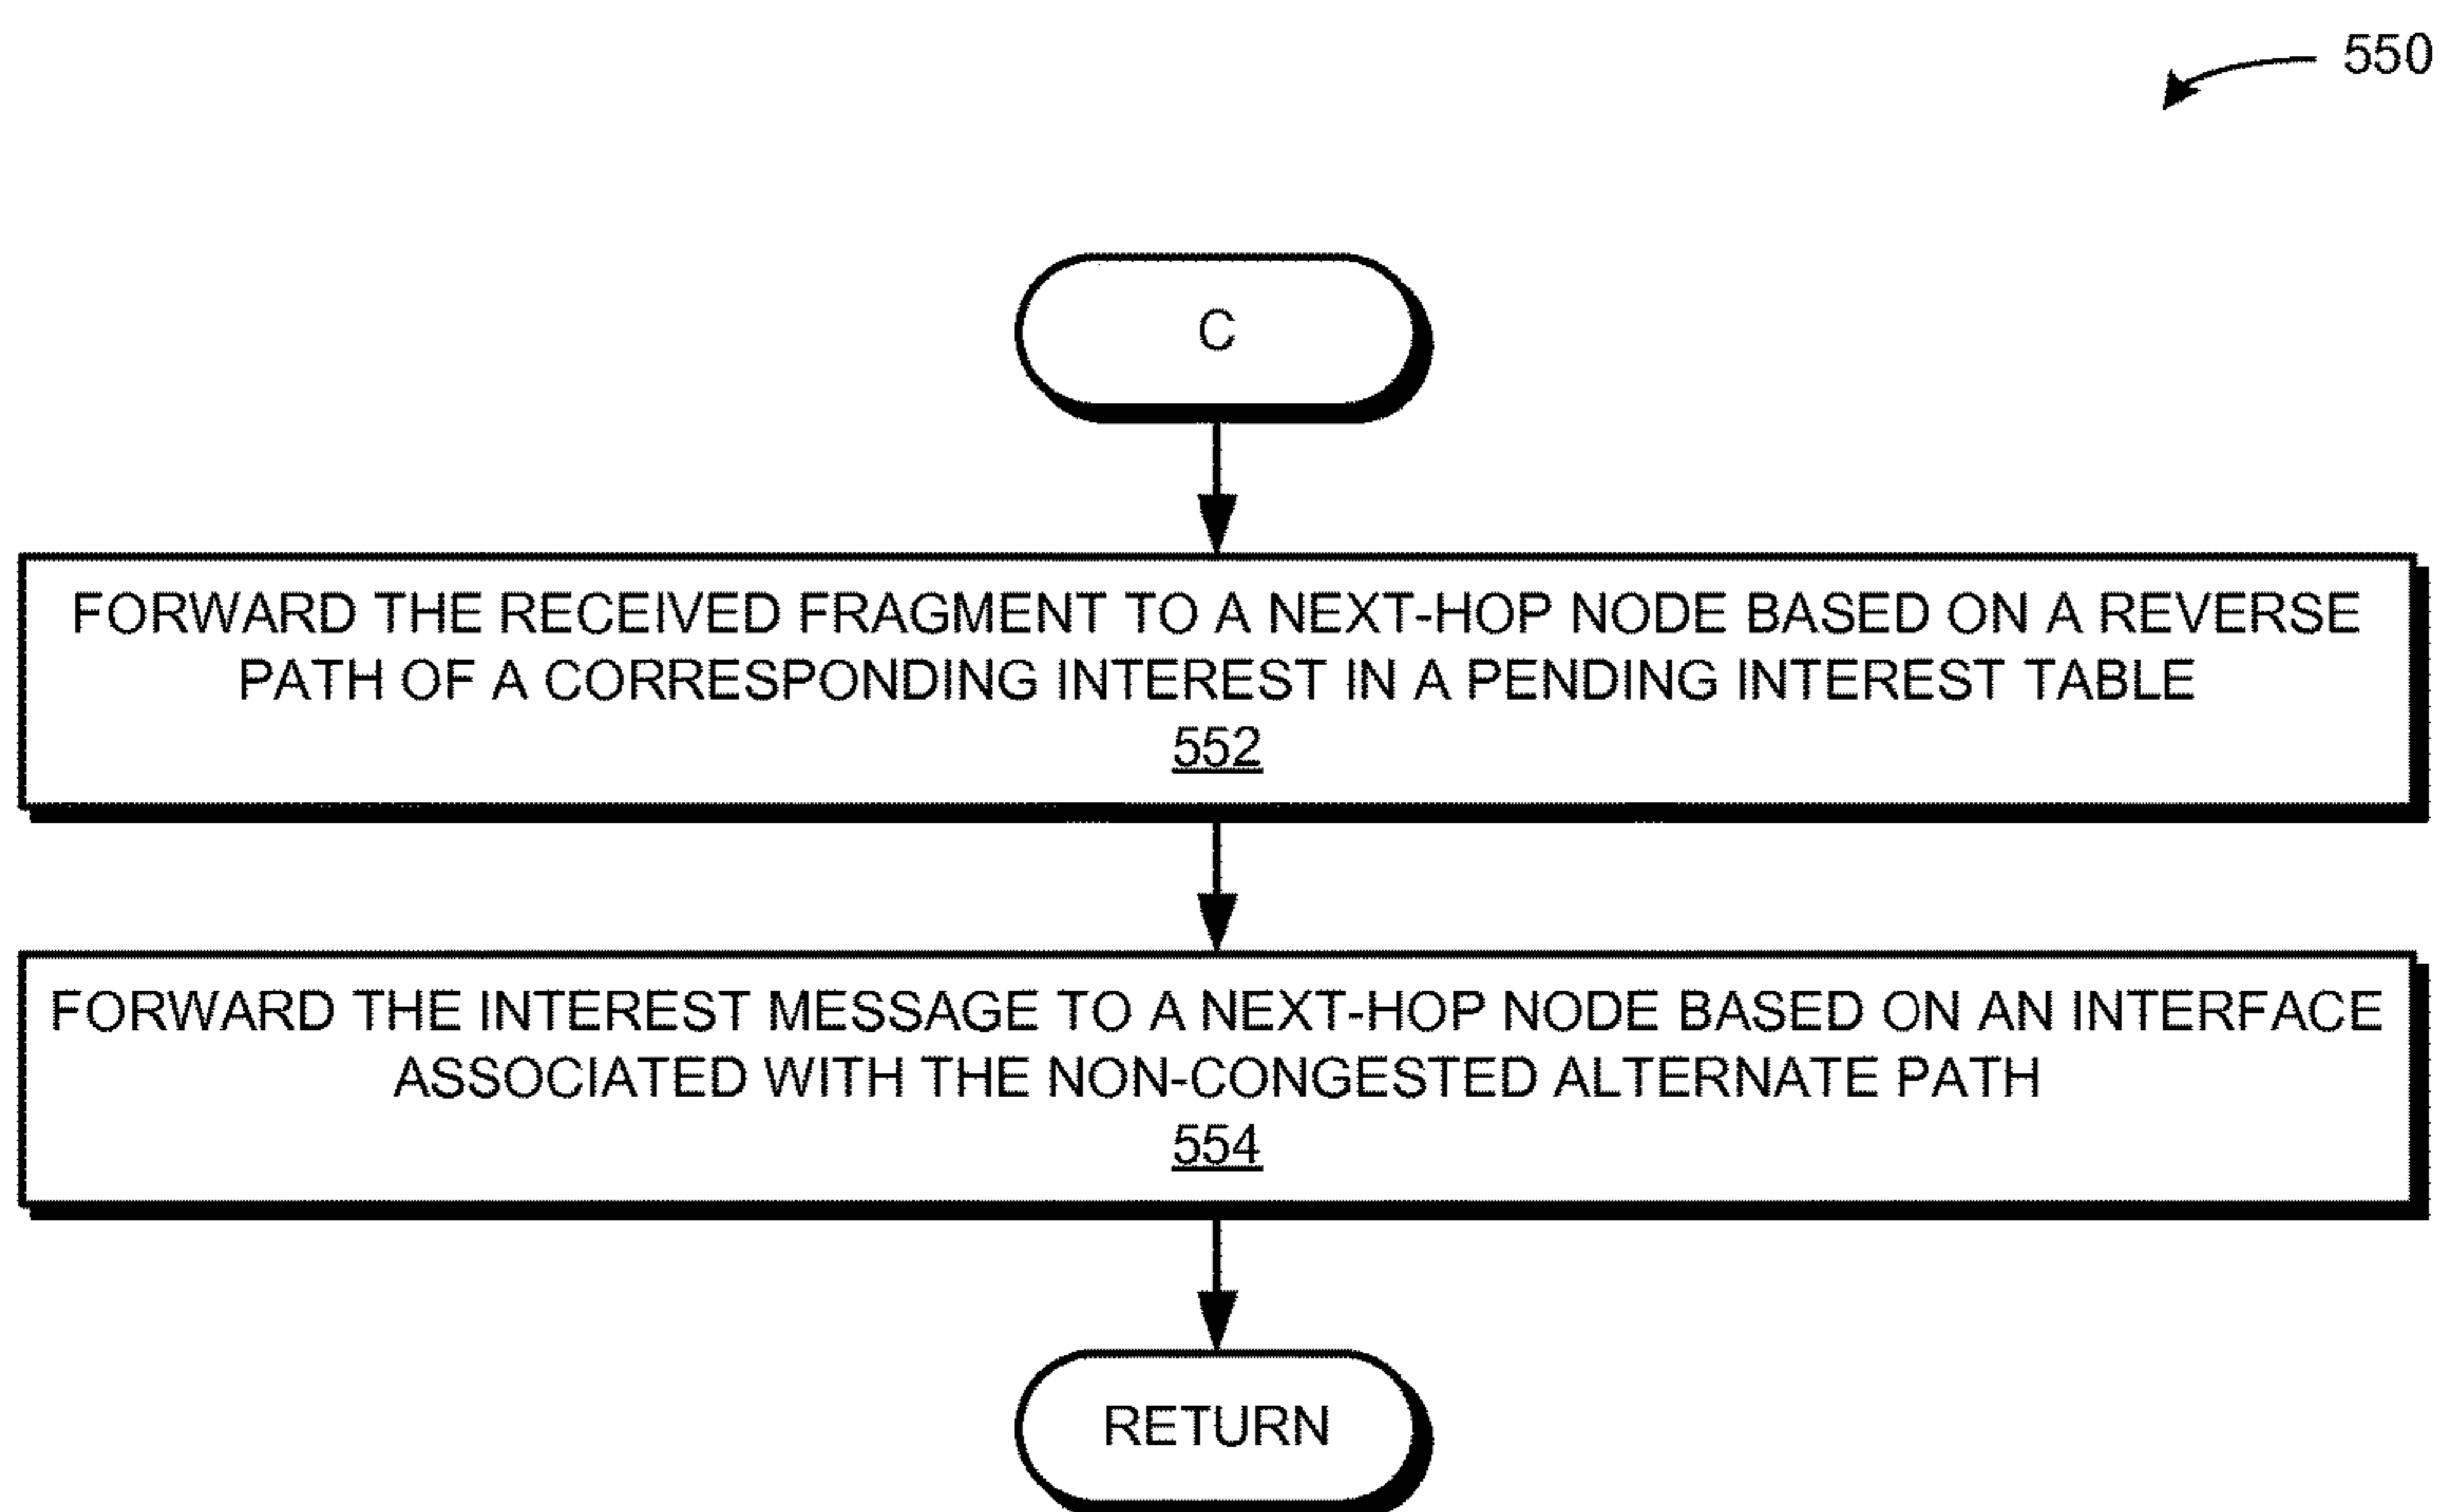 550
C
FORWARD THE RECEIVED FRAGMENT TO A NEXT-HOP NODE BASED ON A REVERSE
PATH OF A CORRESPONDING INTEREST IN A PENDING INTEREST TABLE
552
FORWARD THE INTEREST MESSAGE TO A NEXT-HOP NODE BASED ON AN INTERFACE
ASSOCIATED WITH THE NON-CONGESTED ALTERNATE PATH
554
RETURN